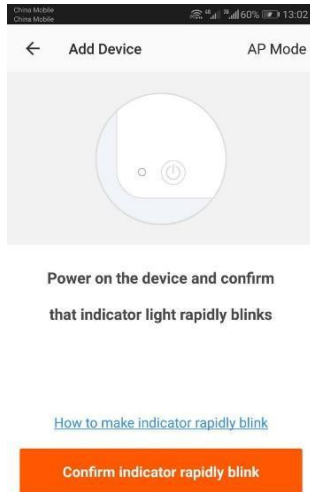 China Mobile
China Mobile
60% 13:02
Add Device AP Mode
Power on the device and confirm
that indicator light rapidly blinks
How to make indicator rapidly blink
Confirm indicator rapidly blink